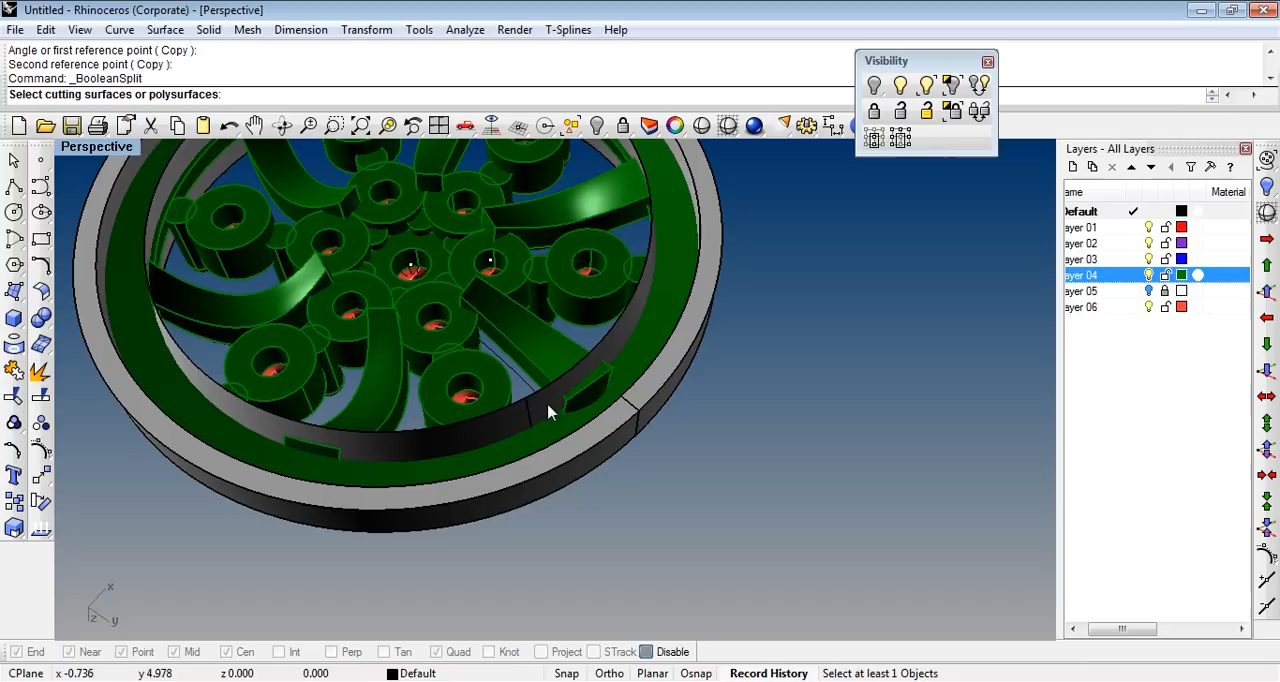 Untitled - Rhinoceros (Corporate) - [Perspective]
File Edit View Curve Surface Solid Mesh Dimension Transform Tools Analyze Render T-Splines Help
Angle or first reference point ( Copy ):
Second reference point ( Copy ):
Command: _BooleanSplit
Select cutting surfaces or polysurfaces:
Visibility
Perspective
Layers - All Layers
ame Material
Default
ayer 01
ayer 02
ayer 03
ayer 04
ayer 05
ayer 06
x
z y
End Near Point Mid Cen Int Perp Tan Quad Knot Project STrack Disable
CPlane x -0.736 y 4.978 z 0.000 0.000 Default Snap Ortho Planar Osnap Record History Select at least 1 Objects